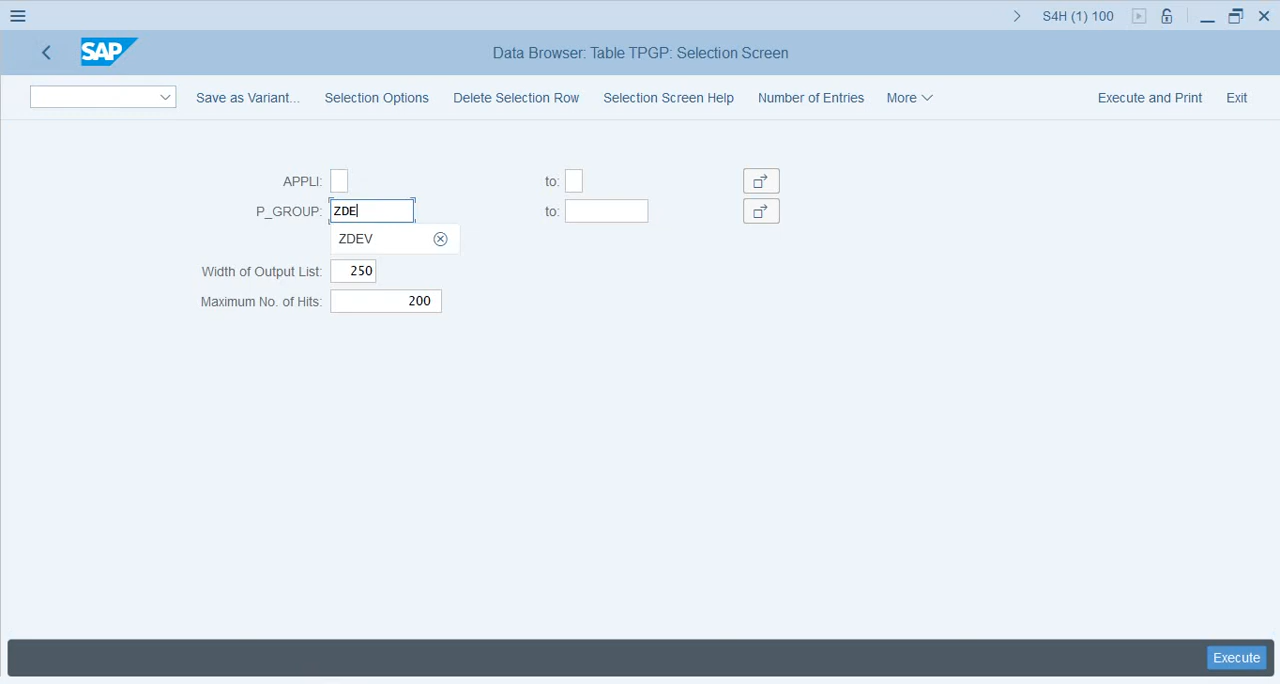 S4H (1) 100
SAP
Data Browser: Table TPGP: Selection Screen
Save as Variant... Selection Options Delete Selection Row Selection Screen Help Number of Entries More Execute and Print Exit
APPLI: to:
P_GROUP: ZDE to:
ZDEV
Width of Output List: 250
Maximum No. of Hits: 200
Execute